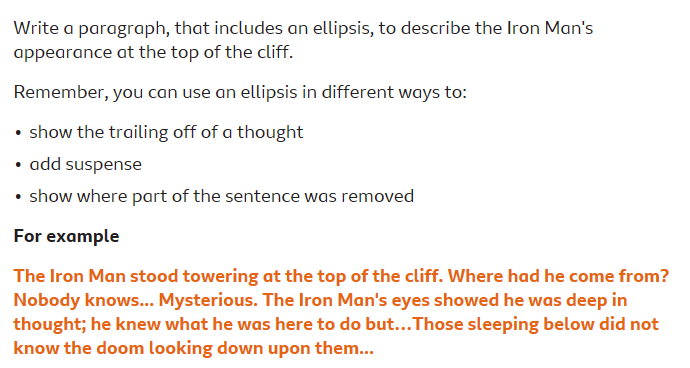 Write a paragraph, that includes an ellipsis, to describe the Iron Man's
appearance at the top of the cliff.
Remember, you can use an ellipsis in different ways to:
• show the trailing off of a thought
• add suspense
• show where part of the sentence was removed
For example
The Iron Man stood towering at the top of the cliff. Where had he come from?
Nobody knows... Mysterious. The Iron Man's eyes showed he was deep in
thought; he knew what he was here to do but...Those sleeping below did not
know the doom looking down upon them...